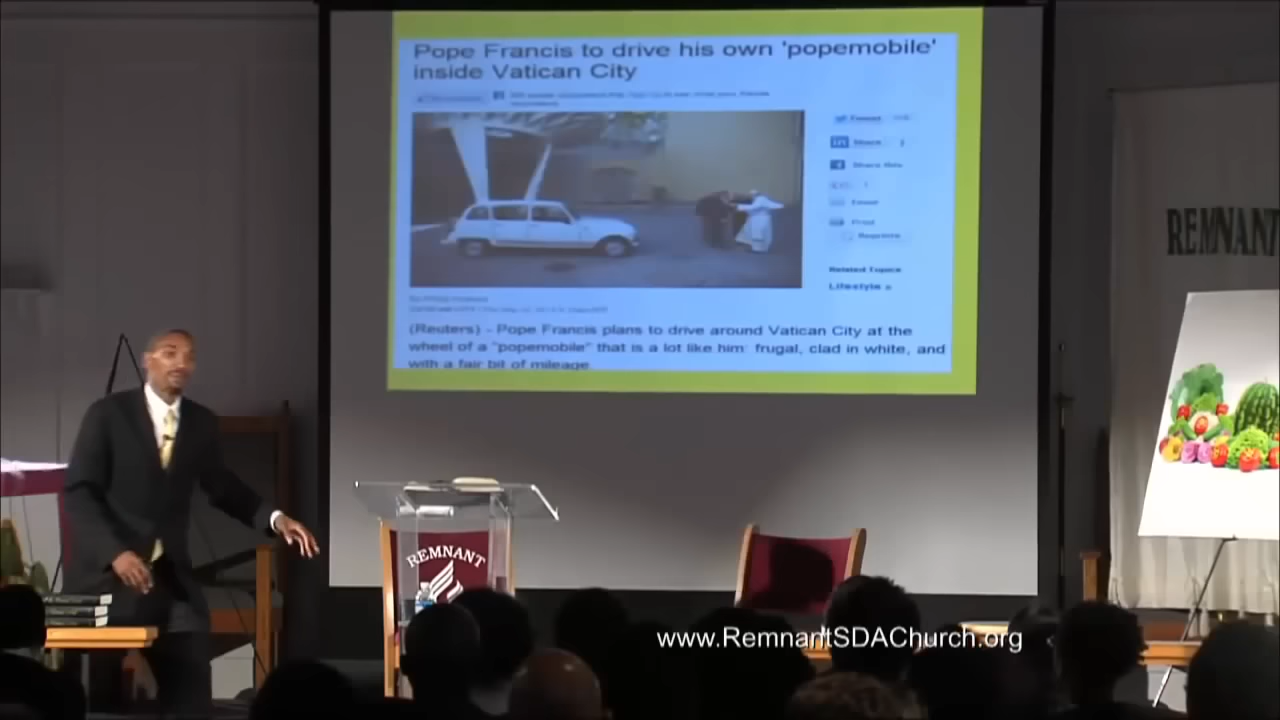 Pope Francis to drive his own 'popemobile'
inside Vatican City
Tweet
Share
Share this
Email
Print
Reprints
Related Topics
Lifestyle »
(Reuters) - Pope Francis plans to drive around Vatican City at the
wheel of a "popemobile" that is a lot like him: frugal, clad in white, and
with a fair bit of mileage
REMNANT
REMNANT
www.RemnantSDAChurch.org